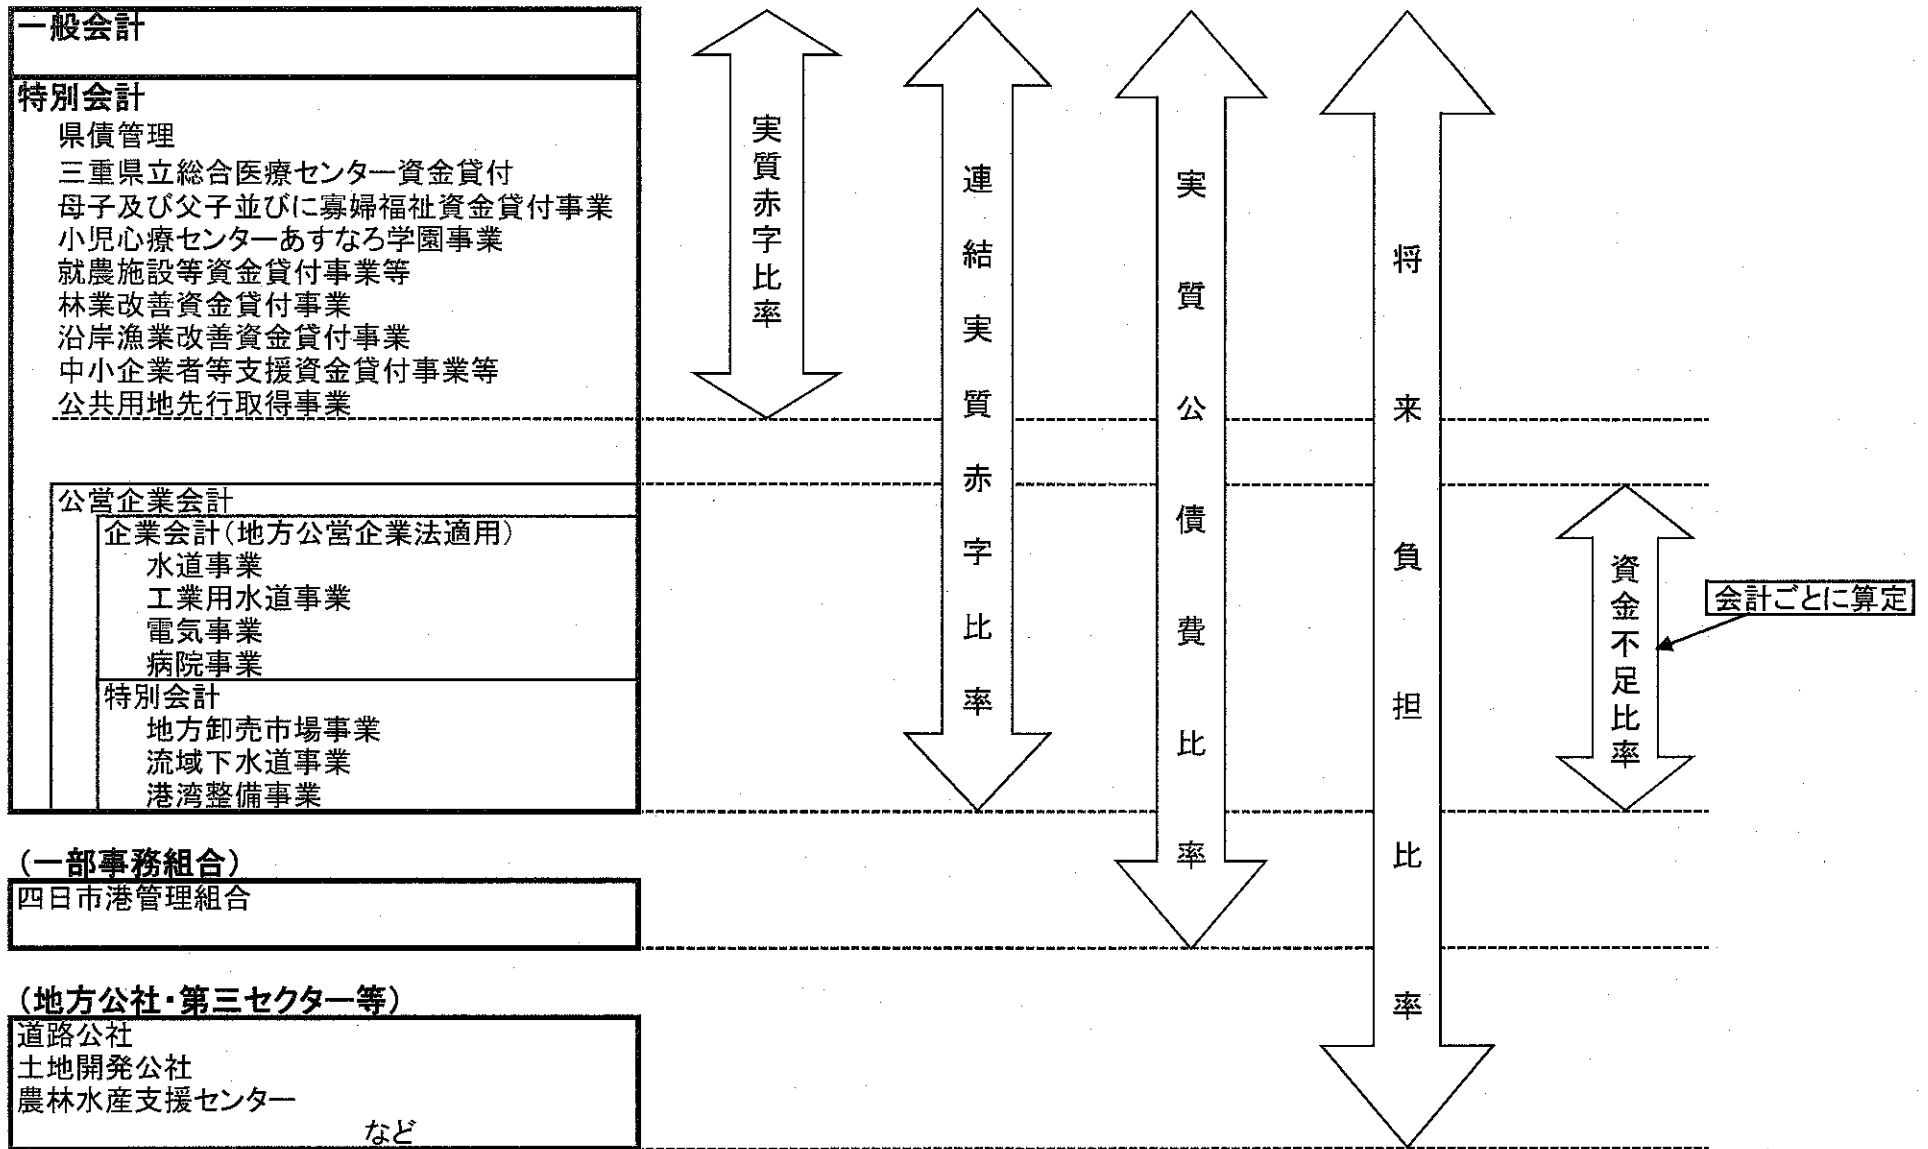 一般会計
特別会計
県債管理
三重県立総合医療センター資金貸付
母子及び父子並びに寡婦福祉資金貸付事業
小児心療センターあすなろ学園事業
就農施設等資金貸付事業等
林業改善資金貸付事業
沿岸漁業改善資金貸付事業
中小企業者等支援資金貸付事業等
公共用地先行取得事業
公営企業会計
企業会計(地方公営企業法適用)
水道事業
工業用水道事業
電気事業
病院事業
特別会計
地方卸売市場事業
流域下水道事業
港湾整備事業
(一部事務組合)
四日市港管理組合
(地方公社・第三セクター等)
道路公社
土地開発公社
農林水産支援センター
など
実質赤字比率
連結実質赤字比率
実質公債費比率
将来負担比率
資金不足比率
会計ごとに算定